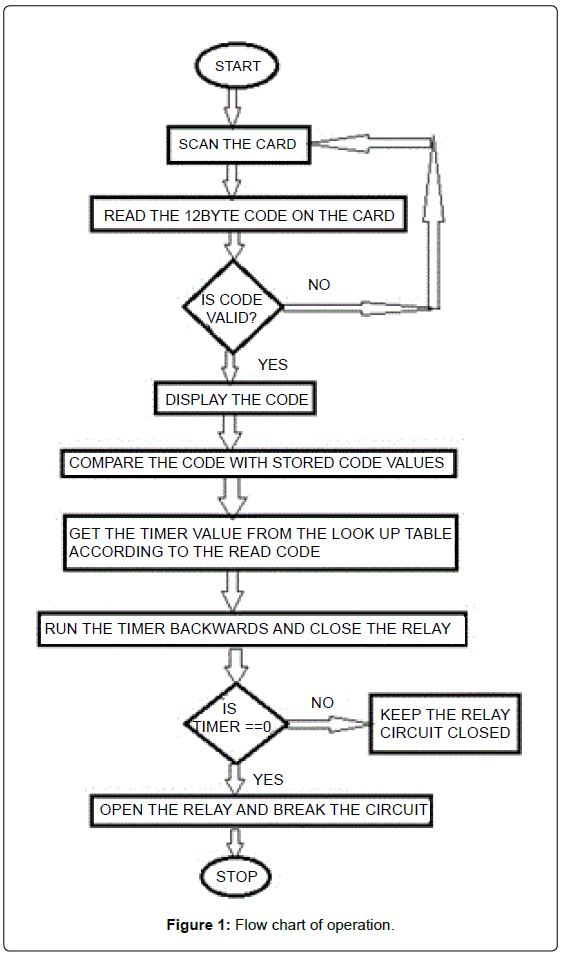 START
SCAN THE CARD
READ THE 12BYTE CODE ON THE CARD
IS CODE
VALID?
NO
YES
DISPLAY THE CODE
COMPARE THE CODE WITH STORED CODE VALUES
GET THE TIMER VALUE FROM THE LOOK UP TABLE
ACCORDING TO THE READ CODE
RUN THE TIMER BACKWARDS AND CLOSE THE RELAY
IS
TIMER ==0
NO
KEEP THE RELAY
CIRCUIT CLOSED
YES
OPEN THE RELAY AND BREAK THE CIRCUIT
STOP
Figure 1: Flow chart of operation.